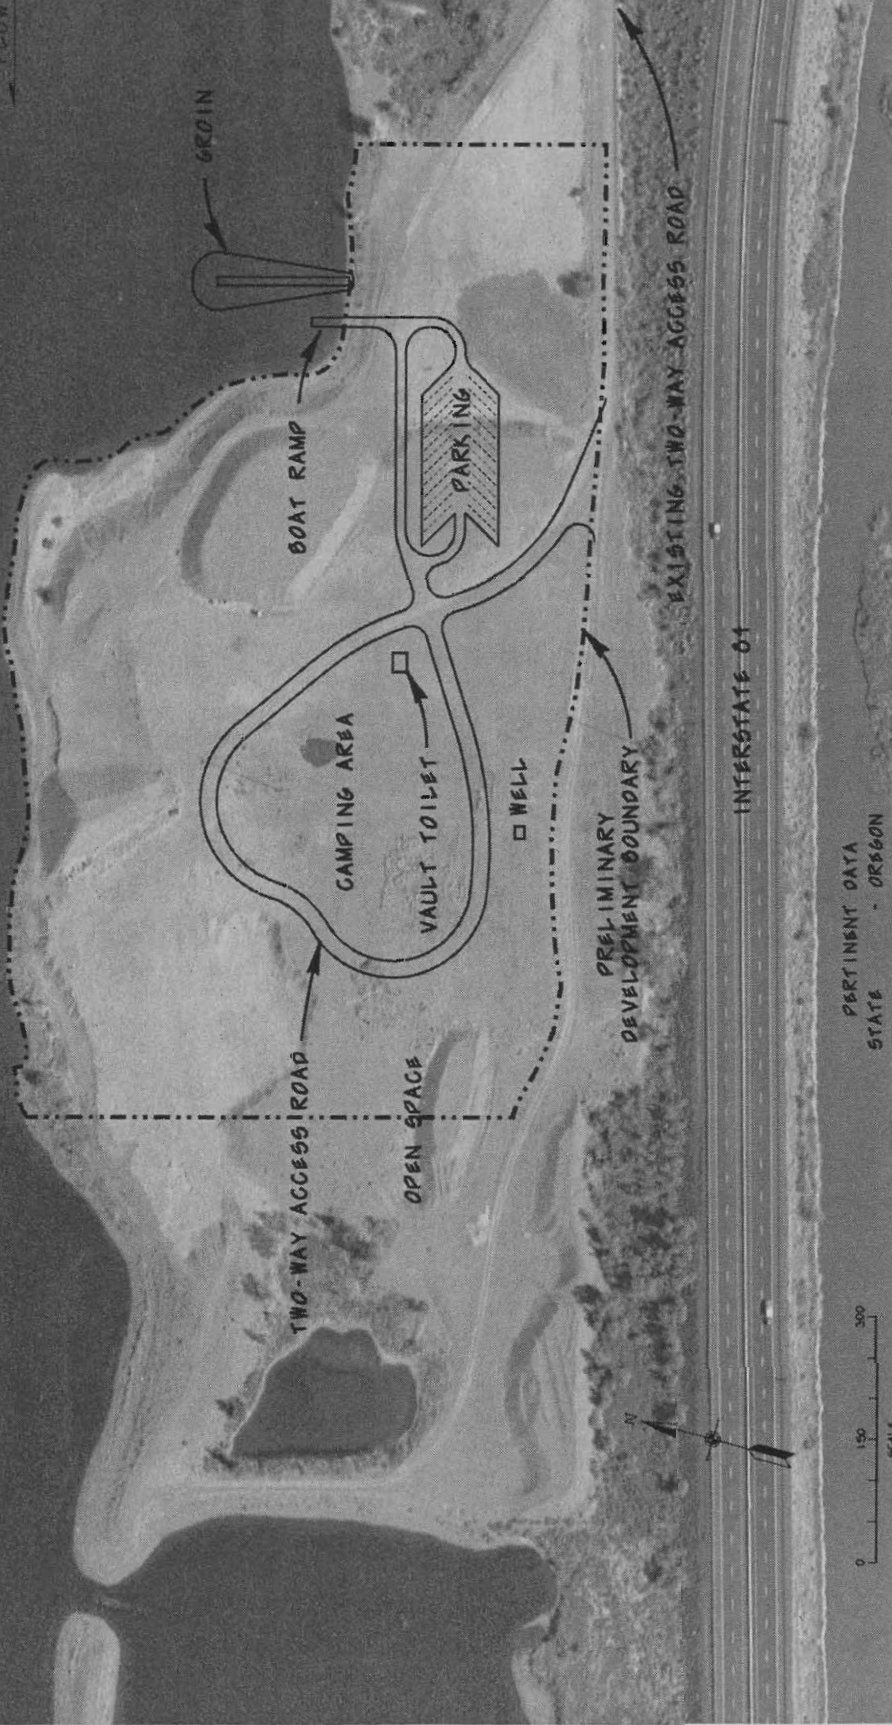 FLOW
GROIN
TWO-WAY ACCESS ROAD
BOAT RAMP
CAMPING AREA
OPEN SPACE
VAULT TOILET
PARKING
WELL
PRELIMINARY
DEVELOPMENT BOUNDARY
N
EXISTING TWO-WAY ACCESS ROAD
INTERSTATE 84
PERTINENT DATA
STATE - OREGON
0 150 300